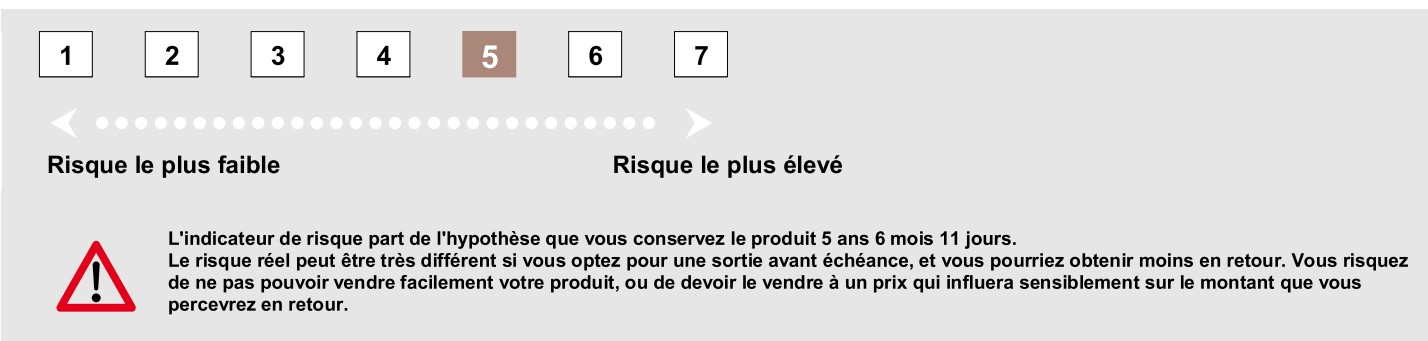 1 2 3 4 5 6 7
Risque le plus faible Risque le plus élevé
L'indicateur de risque part de l'hypothèse que vous conservez le produit 5 ans 6 mois 11 jours.
Le risque réel peut être très différent si vous optez pour une sortie avant échéance, et vous pourriez obtenir moins en retour. Vous risquez
de ne pas pouvoir vendre facilement votre produit, ou de devoir le vendre à un prix qui influera sensiblement sur le montant que vous
percevrez en retour.